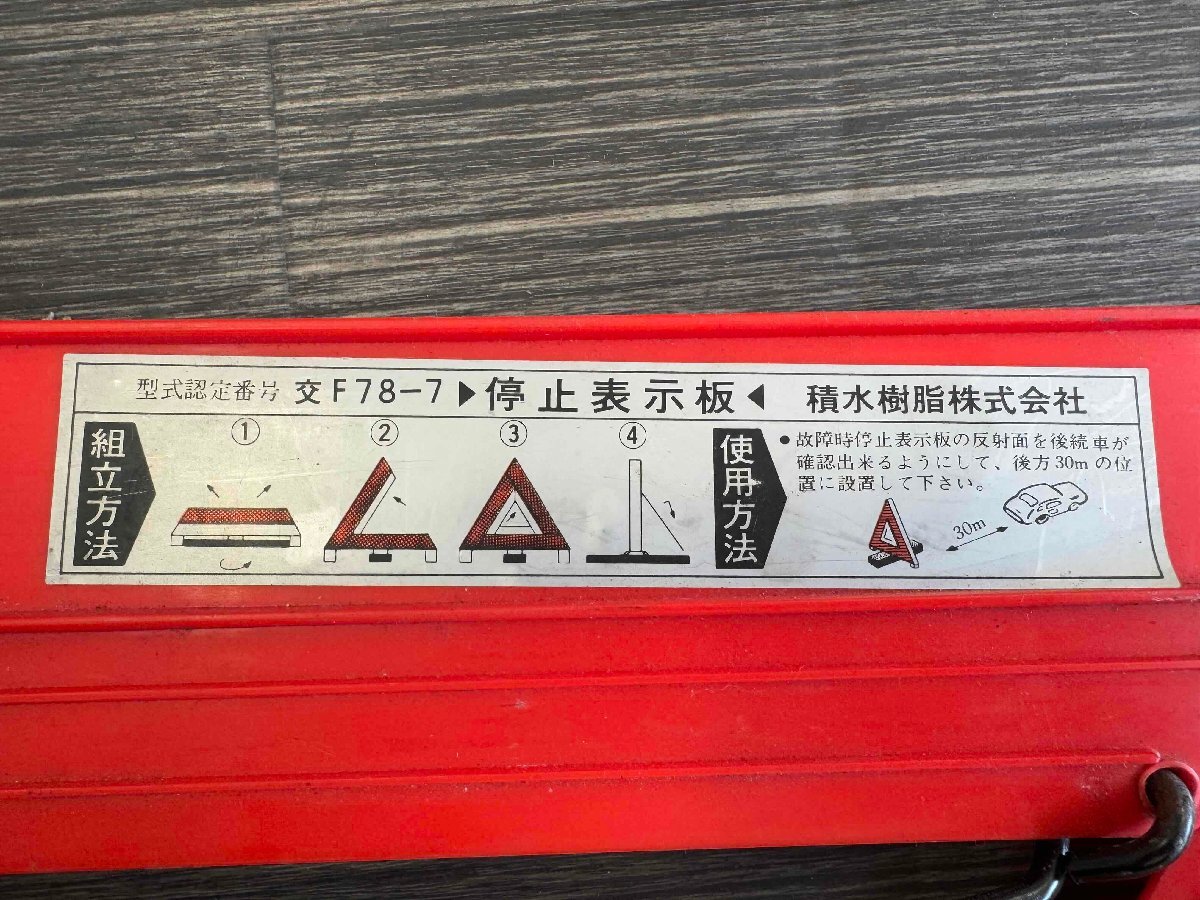 型式認定番号 交F78-7 ▶停止表示板◀ 積水樹脂株式会社
組立方法
① ② ③ ④
使用方法
●故障時停止表示板の反射面を後続車が
確認出来るようにして、後方30mの位
置に設置して下さい。
30m